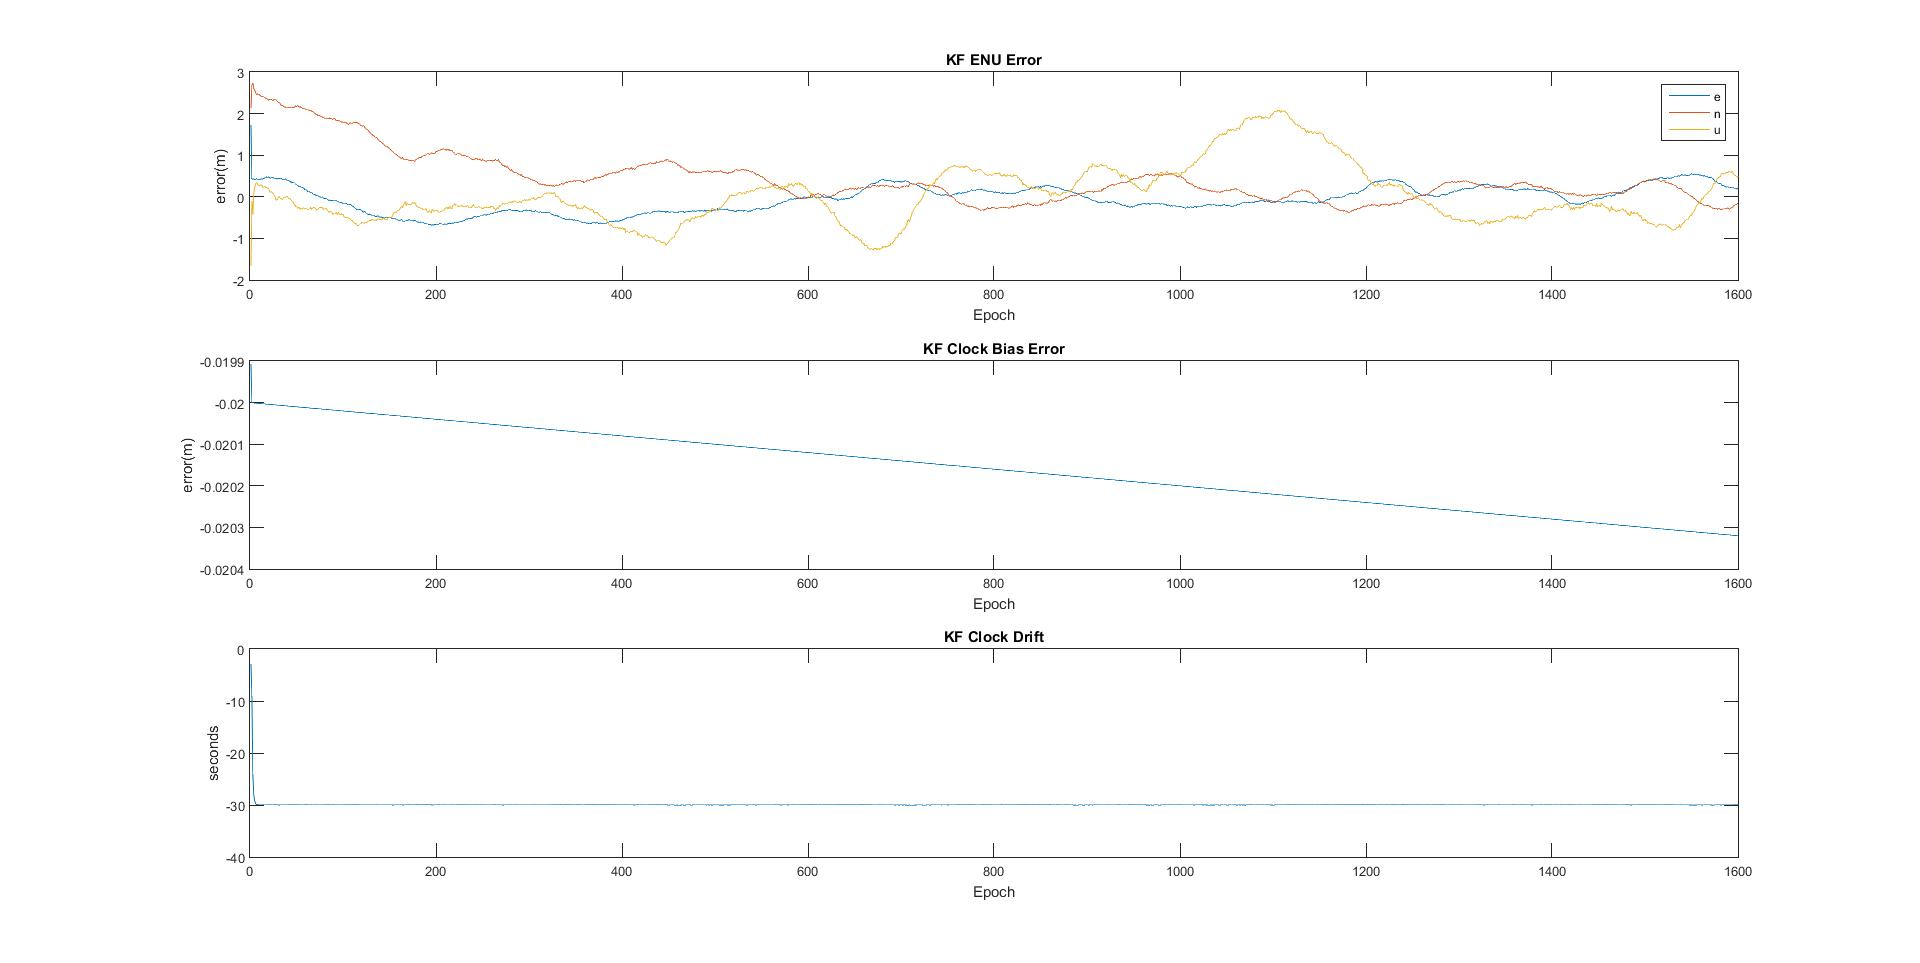 KF ENU Error
3
2
1
0
-1
-2
error(m)
e
n
u
0 200 400 600 800 1000 1200 1400 1600
Epoch
KF Clock Bias Error
-0.0199
-0.02
-0.0201
-0.0202
-0.0203
-0.0204
error(m)
0 200 400 600 800 1000 1200 1400 1600
Epoch
KF Clock Drift
0
-10
-20
-30
-40
seconds
0 200 400 600 800 1000 1200 1400 1600
Epoch